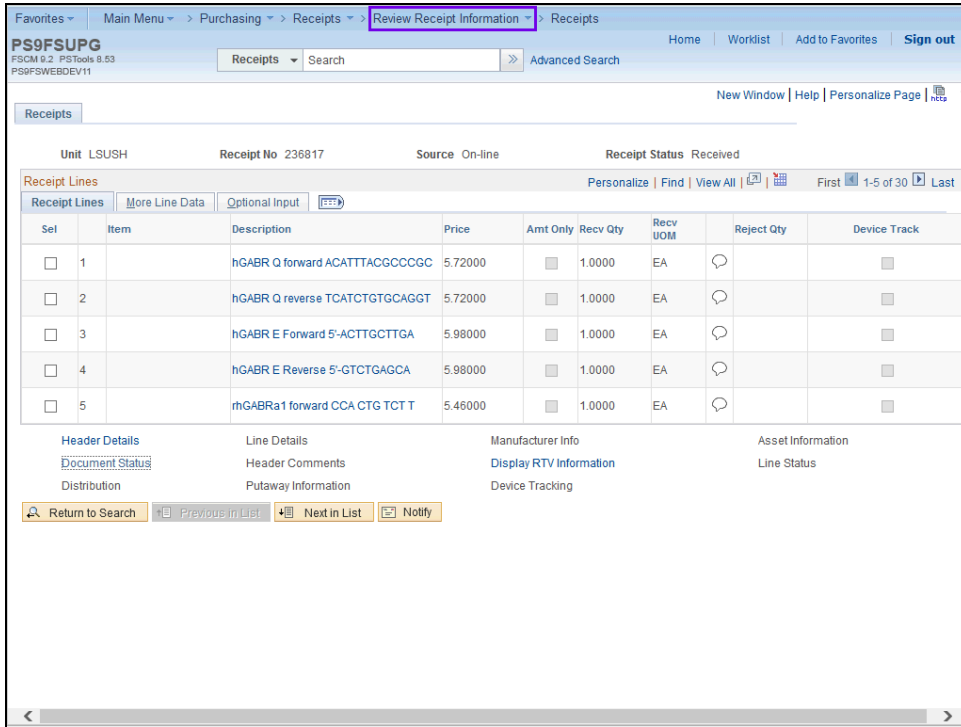 Favorites Main Menu > Purchasing > Receipts > Review Receipt Information > Receipts
PS9FSUPG
FSCM 9.2 PSTools 8.53
PS9FSWEBDEV11
Home Worklist Add to Favorites Sign out
Receipts Search » Advanced Search
New Window | Help | Personalize Page | http
Receipts
Unit LSUSH Receipt No 236817 Source On-line Receipt Status Received
Receipt Lines Personalize | Find | View All | First 1-5 of 30 Last
Receipt Lines More Line Data Optional Input
Sel Item Description Price Amt Only Recv Qty Recv UOM Reject Qty Device Track
1 hGABR Q forward ACATTTACGCCCGC 5.72000 1.0000 EA
2 hGABR Q reverse TCATCTGTGCAGGT 5.72000 1.0000 EA
3 hGABR E Forward 5'-ACTTGCTTGA 5.98000 1.0000 EA
4 hGABR E Reverse 5'-GTCTGAGCA 5.98000 1.0000 EA
5 rhGABRa1 forward CCA CTG TCT T 5.46000 1.0000 EA
Header Details Line Details Manufacturer Info Asset Information
Document Status Header Comments Display RTV Information Line Status
Distribution Putaway Information Device Tracking
Return to Search Previous in List Next in List Notify